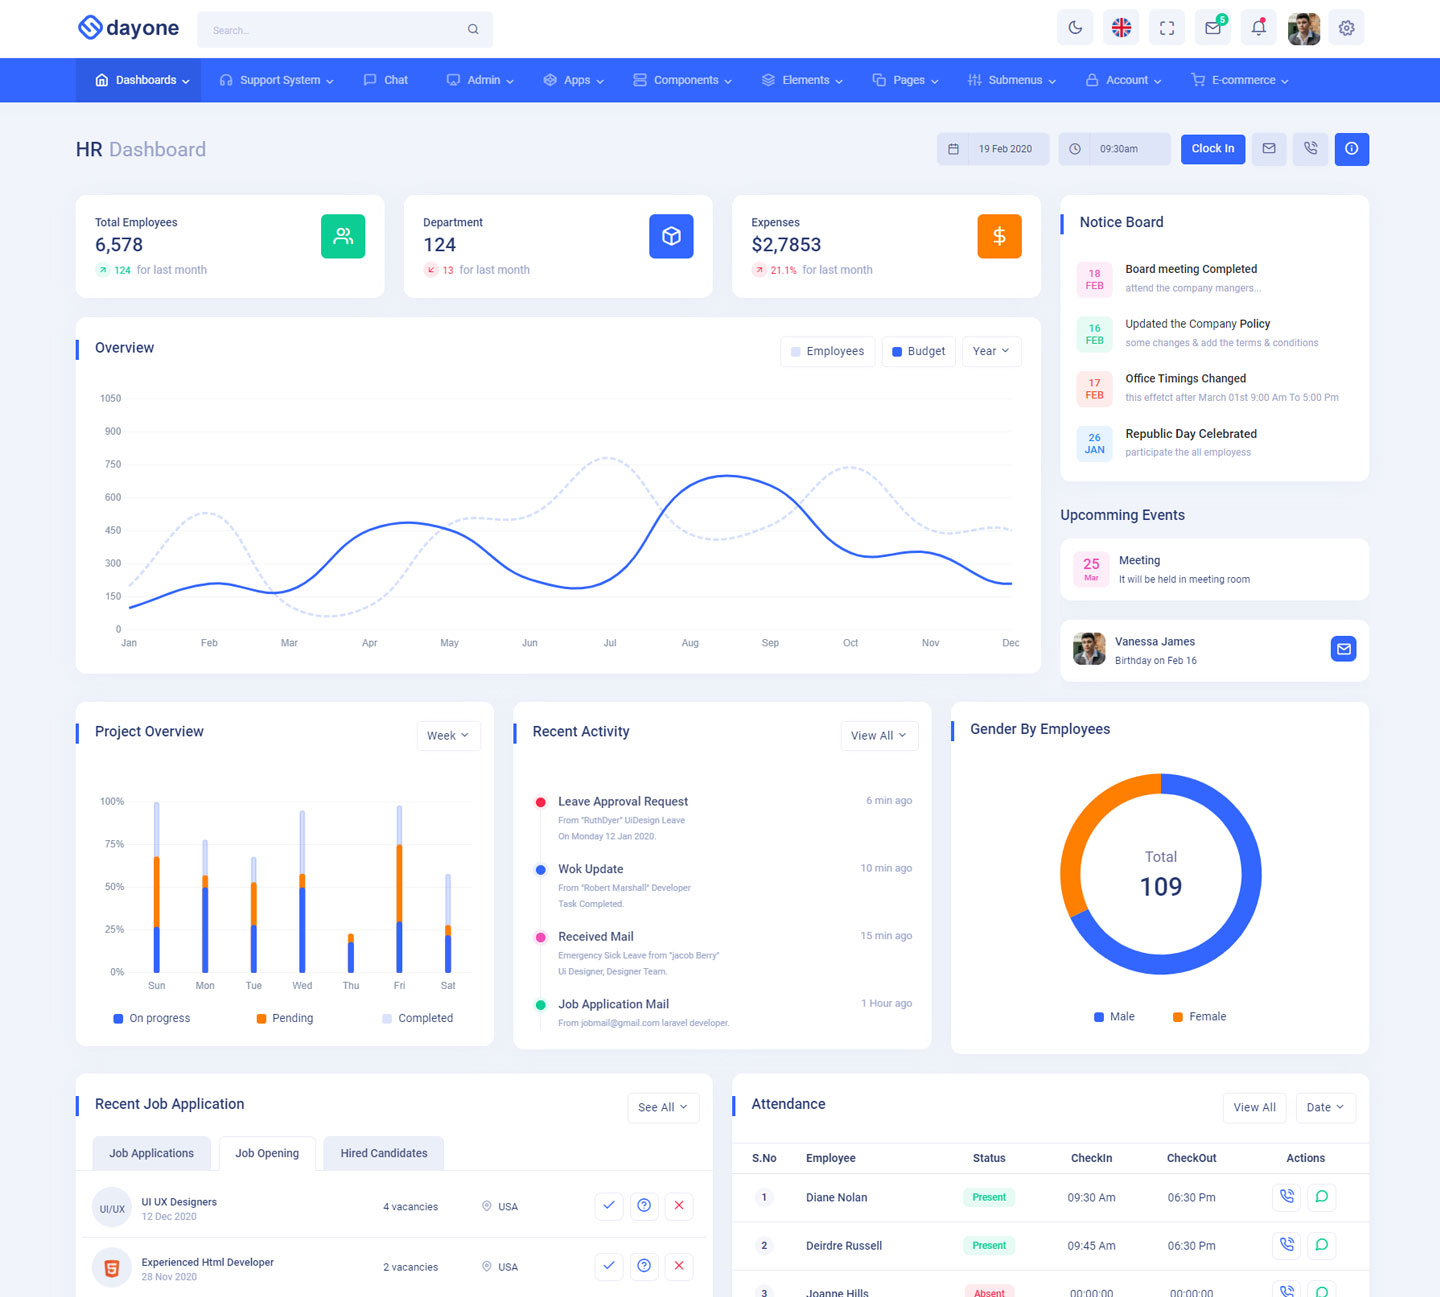 dayone
Search...
5
Dashboards
Support System
Chat
Admin
Apps
Components
Elements
Pages
Submenus
Account
E-commerce
HR Dashboard
19 Feb 2020
09:30am
Clock In
Total Employees
6,578
124 for last month
Department
124
13 for last month
Expenses
$2,7853
21.1% for last month
Notice Board
18 FEB
Board meeting Completed
attend the company mangers...
16 FEB
Updated the Company Policy
some changes & add the terms & conditions
17 FEB
Office Timings Changed
this effetct after March 01st 9:00 Am To 5:00 Pm
26 JAN
Republic Day Celebrated
participate the all employess
Overview
Employees
Budget
Year
1050
900
750
600
450
300
150
0
Jan Feb Mar Apr May Jun Jul Aug Sep Oct Nov Dec
Upcomming Events
25 Mar
Meeting
It will be held in meeting room
Vanessa James
Birthday on Feb 16
Project Overview
Week
100%
75%
50%
25%
0%
Sun Mon Tue Wed Thu Fri Sat
On progress
Pending
Completed
Recent Activity
View All
Leave Approval Request
6 min ago
From "RuthDyer" UiDesign Leave
On Monday 12 Jan 2020.
Wok Update
10 min ago
From "Robert Marshall" Developer
Task Completed.
Received Mail
15 min ago
Emergency Sick Leave from "jacob Berry"
Ui Designer, Designer Team.
Job Application Mail
1 Hour ago
From jobmail@gmail.com laravel developer.
Gender By Employees
Total
109
Male
Female
Recent Job Application
See All
Job Applications
Job Opening
Hired Candidates
UI/UX
UI UX Designers
12 Dec 2020
4 vacancies
USA
5
Experienced Html Developer
28 Nov 2020
2 vacancies
USA
Attendance
View All
Date
S.No Employee Status CheckIn CheckOut Actions
1 Diane Nolan Present 09:30 Am 06:30 Pm
2 Deirdre Russell Present 09:45 Am 06:30 Pm
3 Joanne Hills Absent 00:00:00 00:00:00